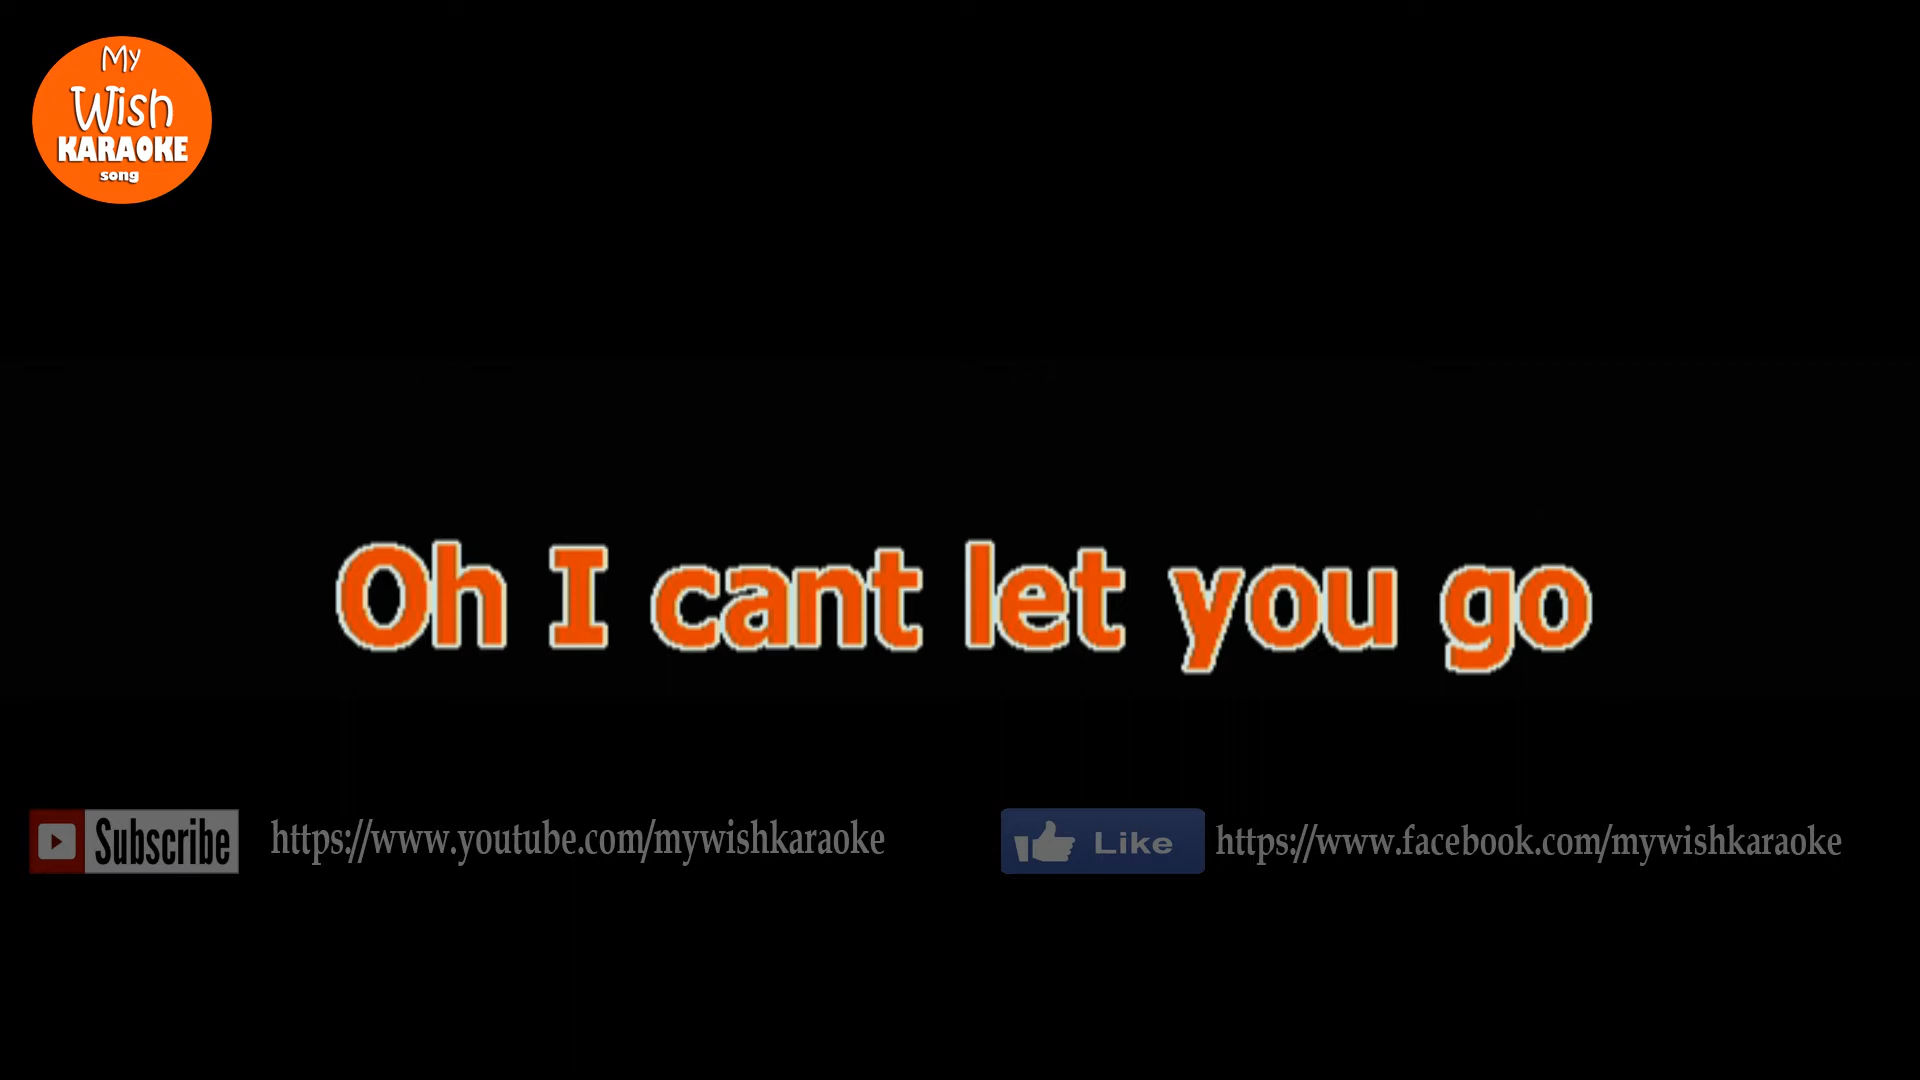 My
Wish
KARAOKE
song
Oh I cant let you go
Subscribe https://www.youtube.com/mywishkaraoke
Like https://www.facebook.com/mywishkaraoke